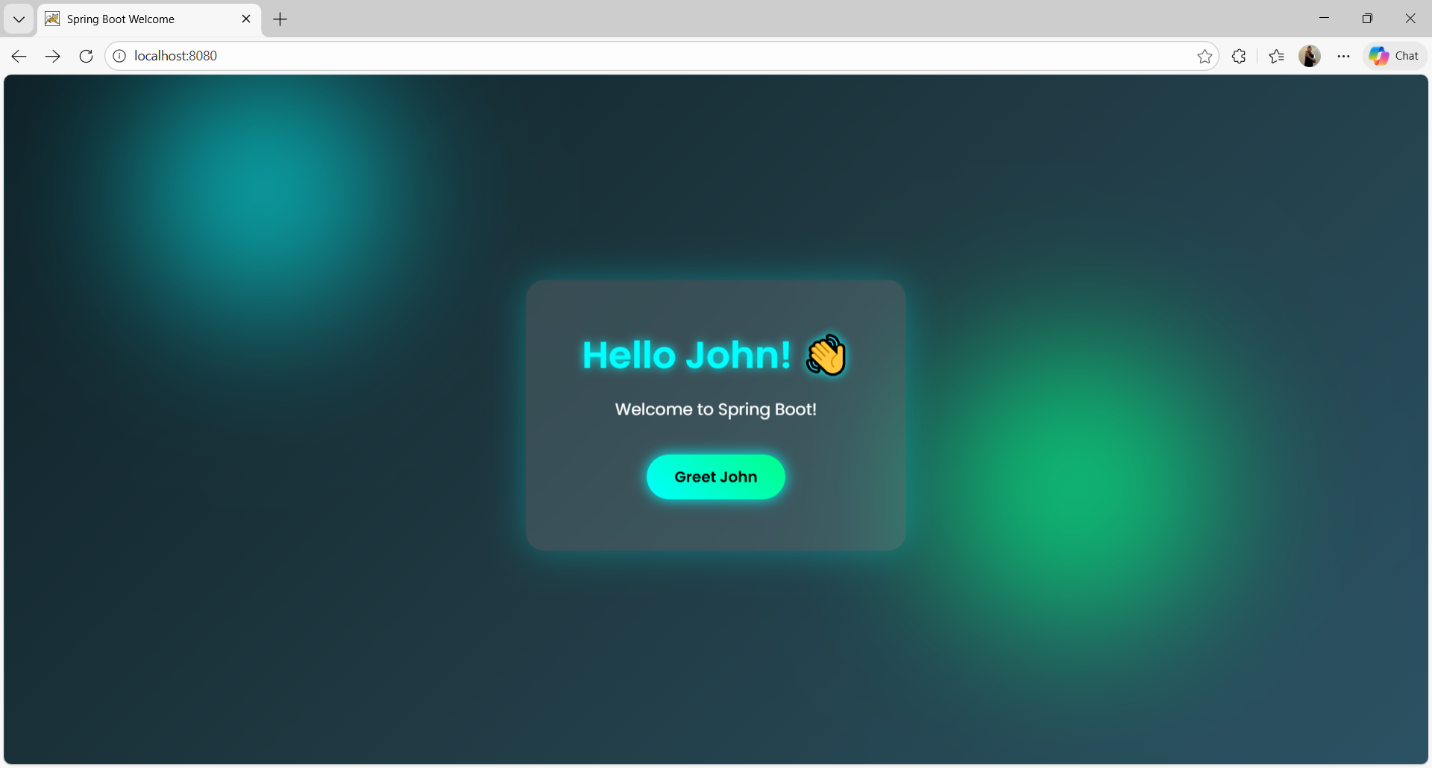 Spring Boot Welcome
localhost:8080
Chat
Hello John! 👋
Welcome to Spring Boot!
Greet John